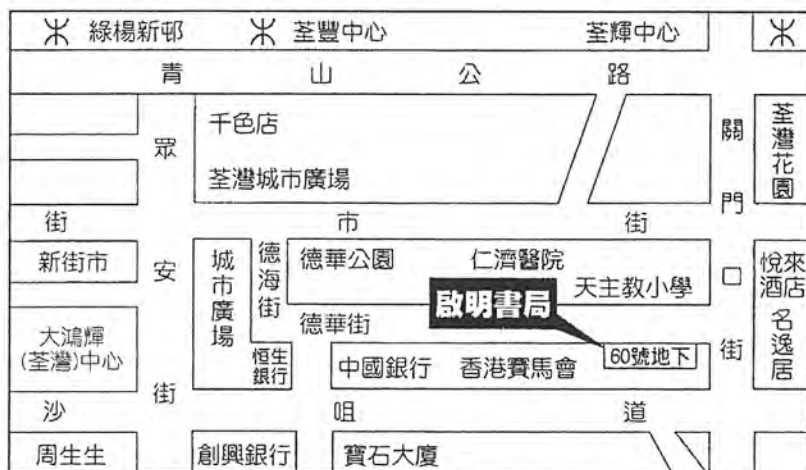 綠楊新邨 荃豐中心 荃輝中心
青山公路
千色店
荃灣城市廣場
眾安街
關門口街
荃灣花園
街市街
新街市
城市廣場
德海街
德華公園 仁濟醫院
天主教小學
悅來酒店
名逸居
啟明書局
德華街
大鴻輝
(荃灣)中心
恒生
銀行
中國銀行 香港賽馬會 60號地下
沙咀道
周生生 創興銀行 寶石大廈